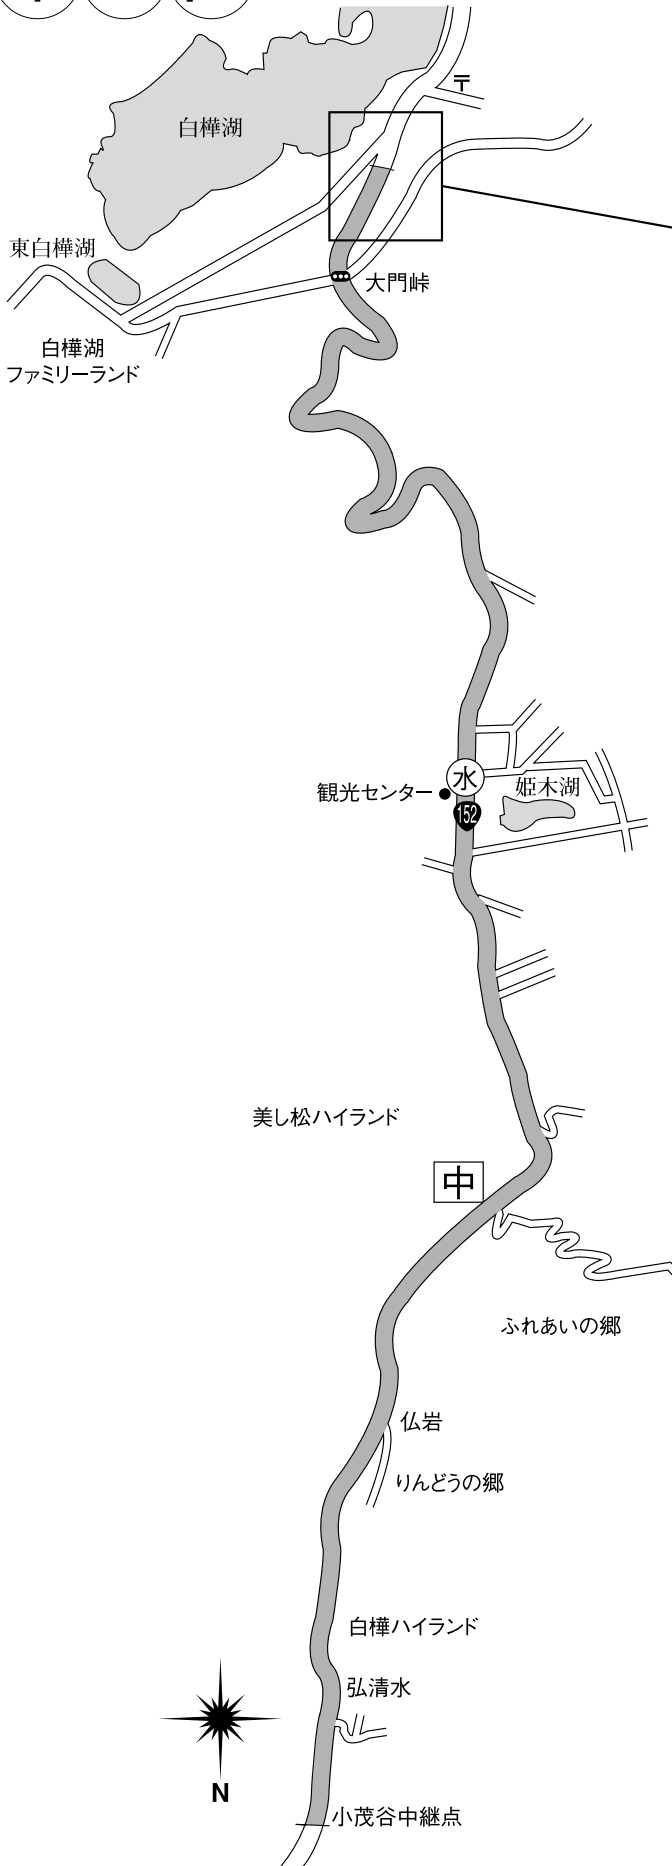 〒
白樺湖
東白樺湖
大門峠
白樺湖
ファミリーランド
水
姫木湖
観光センター
152
美し松ハイランド
中
ふれあいの郷
仏岩
りんどうの郷
白樺ハイランド
弘清水
N
小茂谷中継点